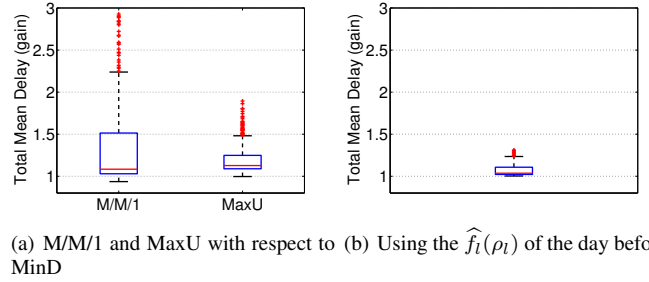 Total Mean Delay (gain)
3
2.5
2
1.5
1
M/M/1 MaxU
Total Mean Delay (gain)
3
2.5
2
1.5
1
(a) M/M/1 and MaxU with respect to
MinD
(b) Using the $\widehat{f_l}(\rho_l)$ of the day befo